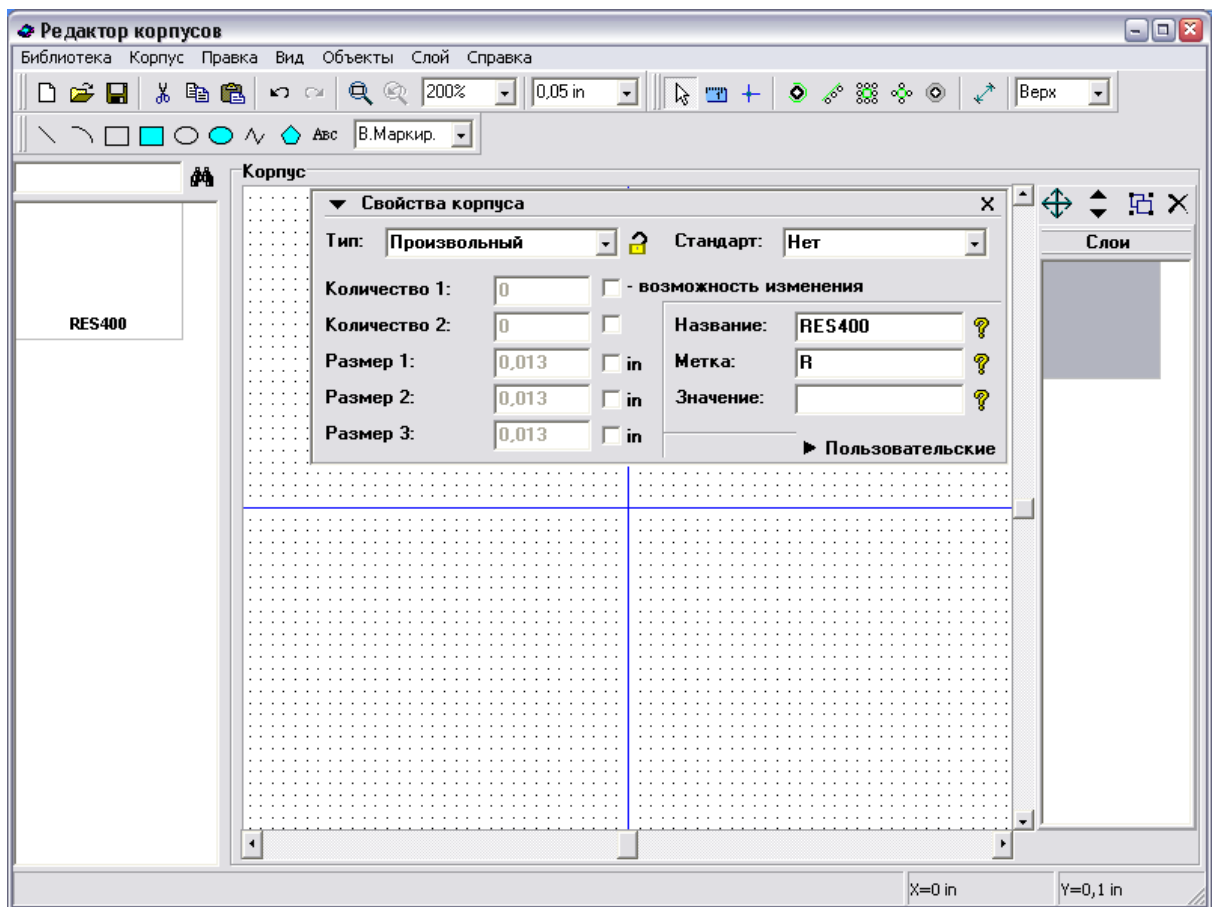 Редактор корпусов
Библиотека Корпус Правка Вид Объекты Слой Справка
200% 0,05 in Верх
Авс В.Маркир.
Корпус
Свойства корпуса X
Тип: Произвольный Стандарт: Нет
Слои
Количество 1: 0 - возможность изменения
Количество 2: 0 Название: RES400
RES400
Размер 1: 0,013 in Метка: R
Размер 2: 0,013 in Значение:
Размер 3: 0,013 in
Пользовательские
X=0 in Y=0,1 in